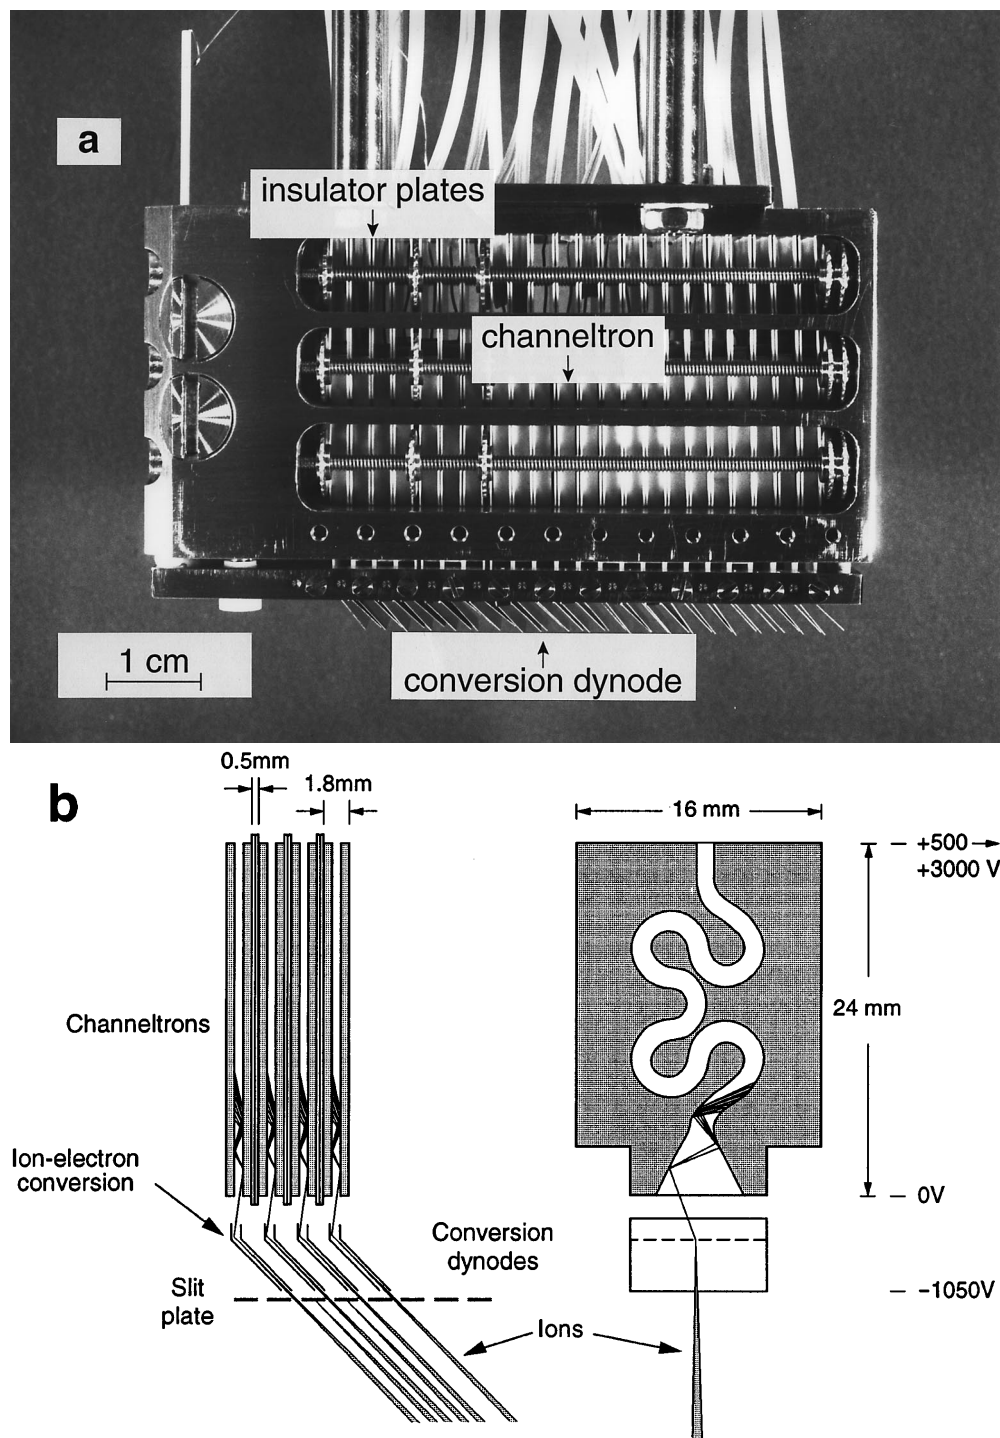 a
insulator plates
channeltron
1 cm
conversion dynode
b
0.5mm
1.8mm
16 mm
+500
+3000 V
24 mm
Channeltrons
Ion-electron
conversion
0V
Conversion
dynodes
Slit
plate
-1050V
Ions